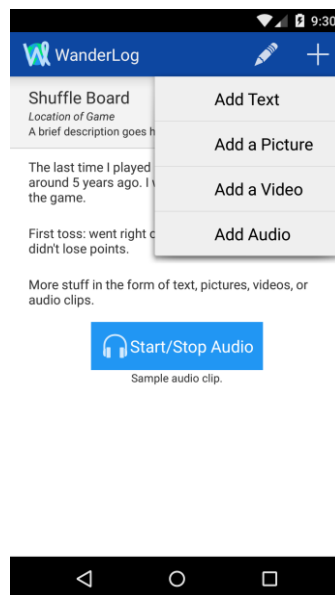 9:30
WanderLog
Shuffle Board
Location of Game
A brief description goes h
Add Text
Add a Picture
Add a Video
Add Audio
The last time I played
around 5 years ago. I
the game.
First toss: went right
didn't lose points.
More stuff in the form of text, pictures, videos, or
audio clips.
Start/Stop Audio
Sample audio clip.